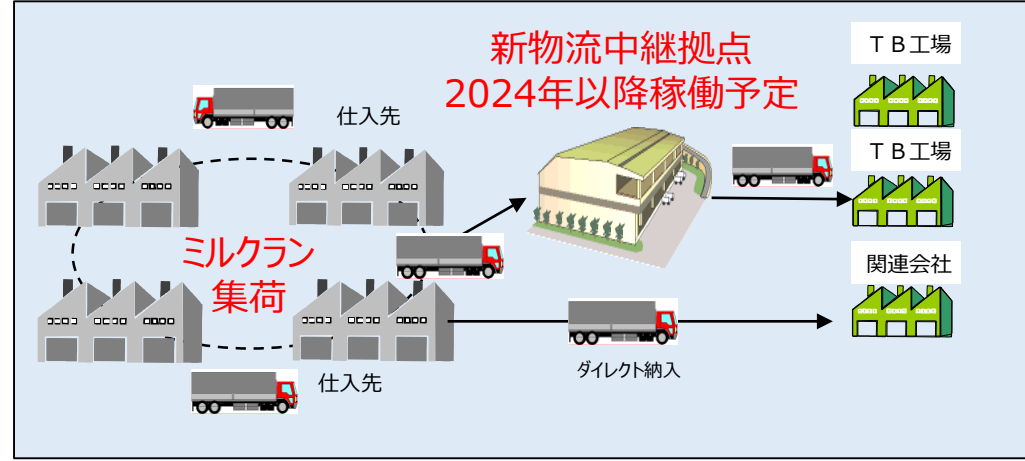 新物流中継拠点
2024年以降稼働予定
ＴＢ工場
仕入先
ＴＢ工場
ミルクラン
集荷
関連会社
ダイレクト納入
仕入先